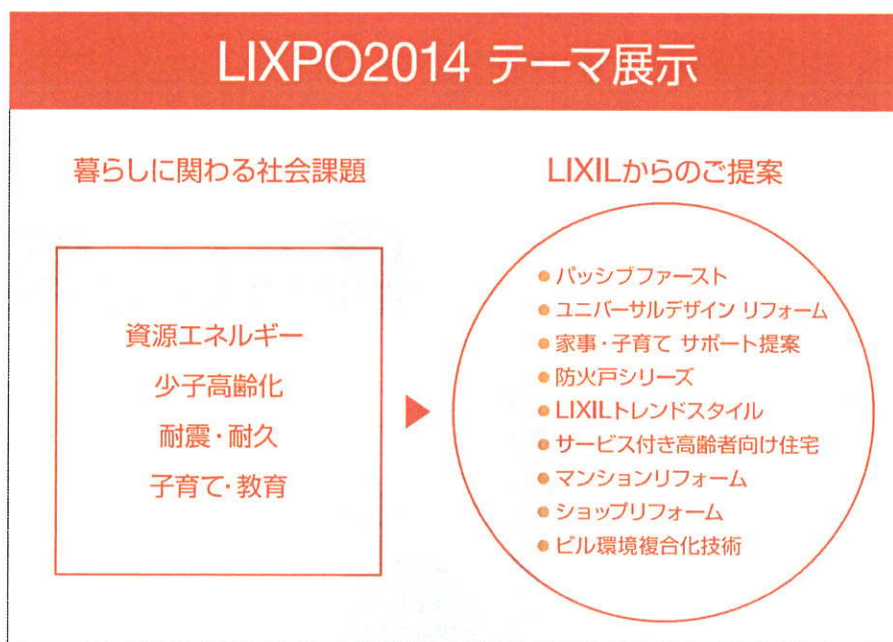 LIXPO2014 テーマ展示
暮らしに関わる社会課題
資源エネルギー
少子高齢化
耐震・耐久
子育て・教育
LIXILからのご提案
パッシブファースト
ユニバーサルデザイン リフォーム
家事・子育て サポート提案
防火戸シリーズ
LIXILトレンドスタイル
サービス付き高齢者向け住宅
マンションリフォーム
ショップリフォーム
ビル環境複合化技術